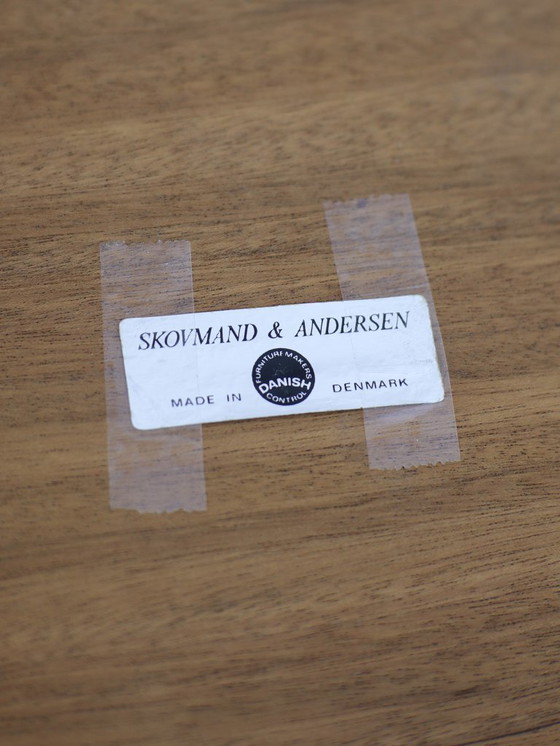 SKOVMAND & ANDERSEN
FURNITUREMAKERS
DANISH
CONTROL
MADE IN
DENMARK